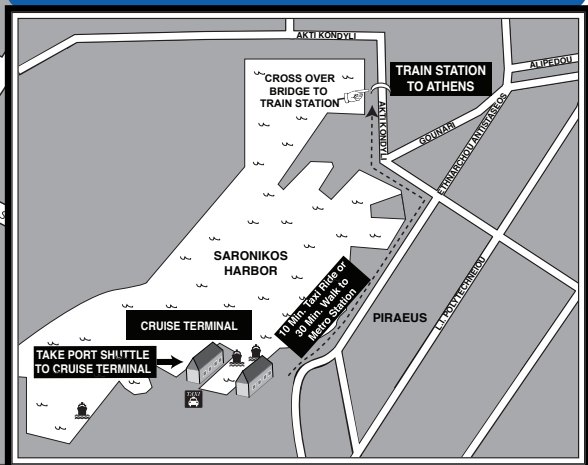 AKTI KONDYLI
ALIPEDOU
CROSS OVER
BRIDGE TO
TRAIN STATION
TRAIN STATION
TO ATHENS
AKTI KONDYLI
GOUNARI
ETHNARCHOU ANTISTASEOS
SARONIKOS
HARBOR
10 Min. Taxi Ride or
30 Min. Walk to
Metro Station
PIRAEUS
L.I. POLYTECHNEIOU
CRUISE TERMINAL
TAKE PORT SHUTTLE
TO CRUISE TERMINAL
TAXI